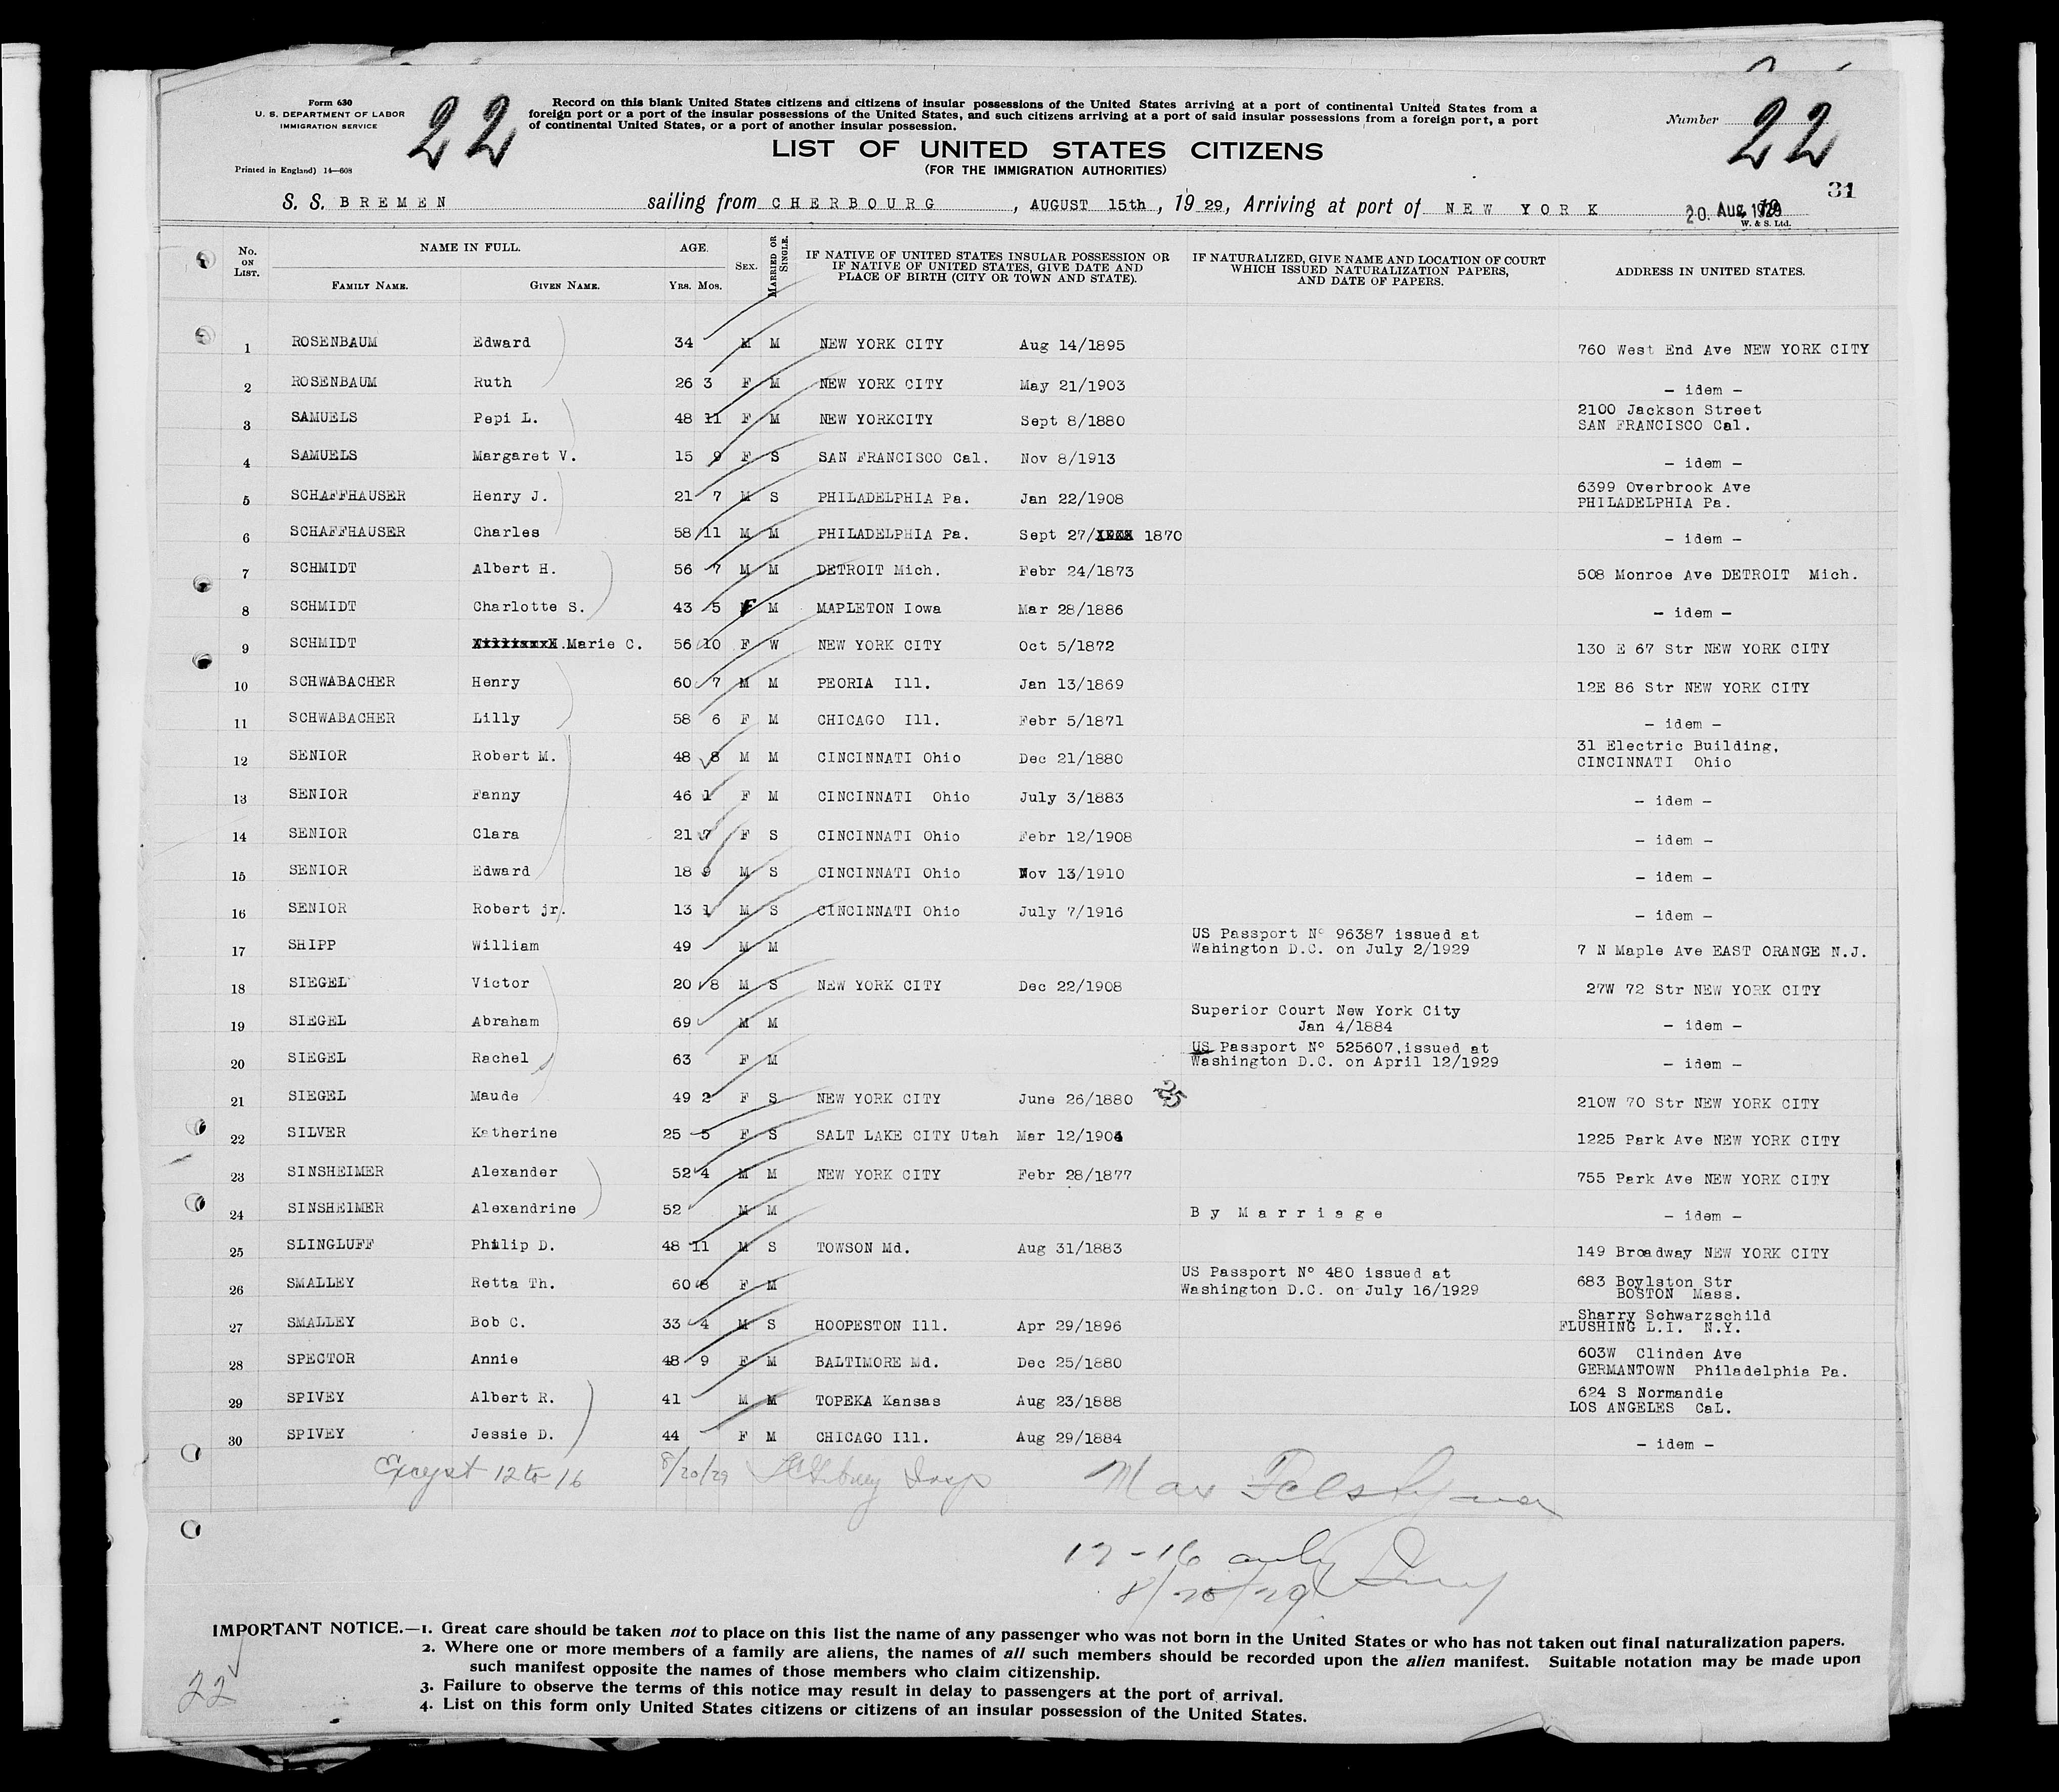 Form 630
U. S. DEPARTMENT OF LABOR
IMMIGRATION SERVICE
22
Printed in England) 14—608
Record on this blank United States citizens and citizens of insular possessions of the United States arriving at a port of continental United States from a
foreign port or a port of the insular possessions of the United States, and such citizens arriving at a port of said insular possessions from a foreign port, a port
of continental United States, or a port of another insular possession.
Number 22
LIST OF UNITED STATES CITIZENS
(FOR THE IMMIGRATION AUTHORITIES)
31
S. S. BREMEN sailing from CHERBOURG, AUGUST 15th, 19 29, Arriving at port of NEW YORK 20. Aug 1929
W. & S. Ltd.
No. ON LIST. NAME IN FULL. FAMILY NAME. GIVEN NAME. AGE. YRS. MOS. SEX. MARRIED OR SINGLE. IF NATIVE OF UNITED STATES INSULAR POSSESSION OR IF NATIVE OF UNITED STATES, GIVE DATE AND PLACE OF BIRTH (CITY OR TOWN AND STATE). IF NATURALIZED, GIVE NAME AND LOCATION OF COURT WHICH ISSUED NATURALIZATION PAPERS, AND DATE OF PAPERS. ADDRESS IN UNITED STATES.
1 ROSENBAUM Edward 34 M M NEW YORK CITY Aug 14/1895 760 West End Ave NEW YORK CITY
2 ROSENBAUM Ruth 26 3 F M NEW YORK CITY May 21/1903 – idem –
3 SAMUELS Pepi L. 48 11 F M NEW YORKCITY Sept 8/1880 2100 Jackson Street
SAN FRANCISCO Cal.
4 SAMUELS Margaret V. 15 9 F S SAN FRANCISCO Cal. Nov 8/1913 – idem –
5 SCHAFFHAUSER Henry J. 21 7 M S PHILADELPHIA Pa. Jan 22/1908 6399 Overbrook Ave
PHILADELPHIA Pa.
6 SCHAFFHAUSER Charles 58 11 M M PHILADELPHIA Pa. Sept 27/ 1870 – idem –
7 SCHMIDT Albert H. 56 7 M M DETROIT Mich. Febr 24/1873 508 Monroe Ave DETROIT Mich.
8 SCHMIDT Charlotte S. 43 5 F M MAPLETON Iowa Mar 28/1886 – idem –
9 SCHMIDT Marie C. 56 10 F W NEW YORK CITY Oct 5/1872 130 E 67 Str NEW YORK CITY
10 SCHWABACHER Henry 60 7 M M PEORIA Ill. Jan 13/1869 12E 86 Str NEW YORK CITY
11 SCHWABACHER Lilly 58 6 F M CHICAGO Ill. Febr 5/1871 – idem –
12 SENIOR Robert M. 48 8 M M CINCINNATI Ohio Dec 21/1880 31 Electric Building,
CINCINNATI Ohio
13 SENIOR Fanny 46 1 F M CINCINNATI Ohio July 3/1883 – idem –
14 SENIOR Clara 21 7 F S CINCINNATI Ohio Febr 12/1908 – idem –
15 SENIOR Edward 18 9 M S CINCINNATI Ohio Nov 13/1910 – idem –
16 SENIOR Robert jr. 13 1 M S CINCINNATI Ohio July 7/1916 – idem –
17 SHIPP William 49 M M US Passport Nº 96387 issued at
Wahington D.C. on July 2/1929 7 N Maple Ave EAST ORANGE N.J.
18 SIEGEL Victor 20 8 M S NEW YORK CITY Dec 22/1908 27W 72 Str NEW YORK CITY
19 SIEGEL Abraham 69 M M Superior Court New York City
Jan 4/1884 – idem –
20 SIEGEL Rachel 63 F M US Passport Nº 525607,issued at
Washington D.C. on April 12/1929 – idem –
21 SIEGEL Maude 49 2 F S NEW YORK CITY June 26/1880 25 210W 70 Str NEW YORK CITY
22 SILVER Katherine 25 5 F S SALT LAKE CITY Utah Mar 12/1904 1225 Park Ave NEW YORK CITY
23 SINSHEIMER Alexander 52 4 M M NEW YORK CITY Febr 28/1877 755 Park Ave NEW YORK CITY
24 SINSHEIMER Alexandrine 52 M M By Marriage – idem –
25 SLINGLUFF Philip D. 48 11 M S TOWSON Md. Aug 31/1883 149 Broadway NEW YORK CITY
26 SMALLEY Retta Th. 60 8 F M US Passport Nº 480 issued at
Washington D.C. on July 16/1929 683 Boylston Str
BOSTON Mass.
27 SMALLEY Bob C. 33 4 M S HOOPESTON Ill. Apr 29/1896 Sharry Schwarzschild
FLUSHING L.I. N.Y.
28 SPECTOR Annie 48 9 F M BALTIMORE Md. Dec 25/1880 603W Clinden Ave
GERMANTOWN Philadelphia Pa.
29 SPIVEY Albert R. 41 M M TOPEKA Kansas Aug 23/1888 624 S Normandie
LOS ANGELES CaL.
30 SPIVEY Jessie D. 44 F M CHICAGO Ill. Aug 29/1884 – idem –
Except 12 to 16 8/20/29 Insp Max
12-16 only
8/20/29
IMPORTANT NOTICE.—1. Great care should be taken not to place on this list the name of any passenger who was not born in the United States or who has not taken out final naturalization papers.
2. Where one or more members of a family are aliens, the names of all such members should be recorded upon the alien manifest. Suitable notation may be made upon
such manifest opposite the names of those members who claim citizenship.
3. Failure to observe the terms of this notice may result in delay to passengers at the port of arrival.
4. List on this form only United States citizens or citizens of an insular possession of the United States.
22